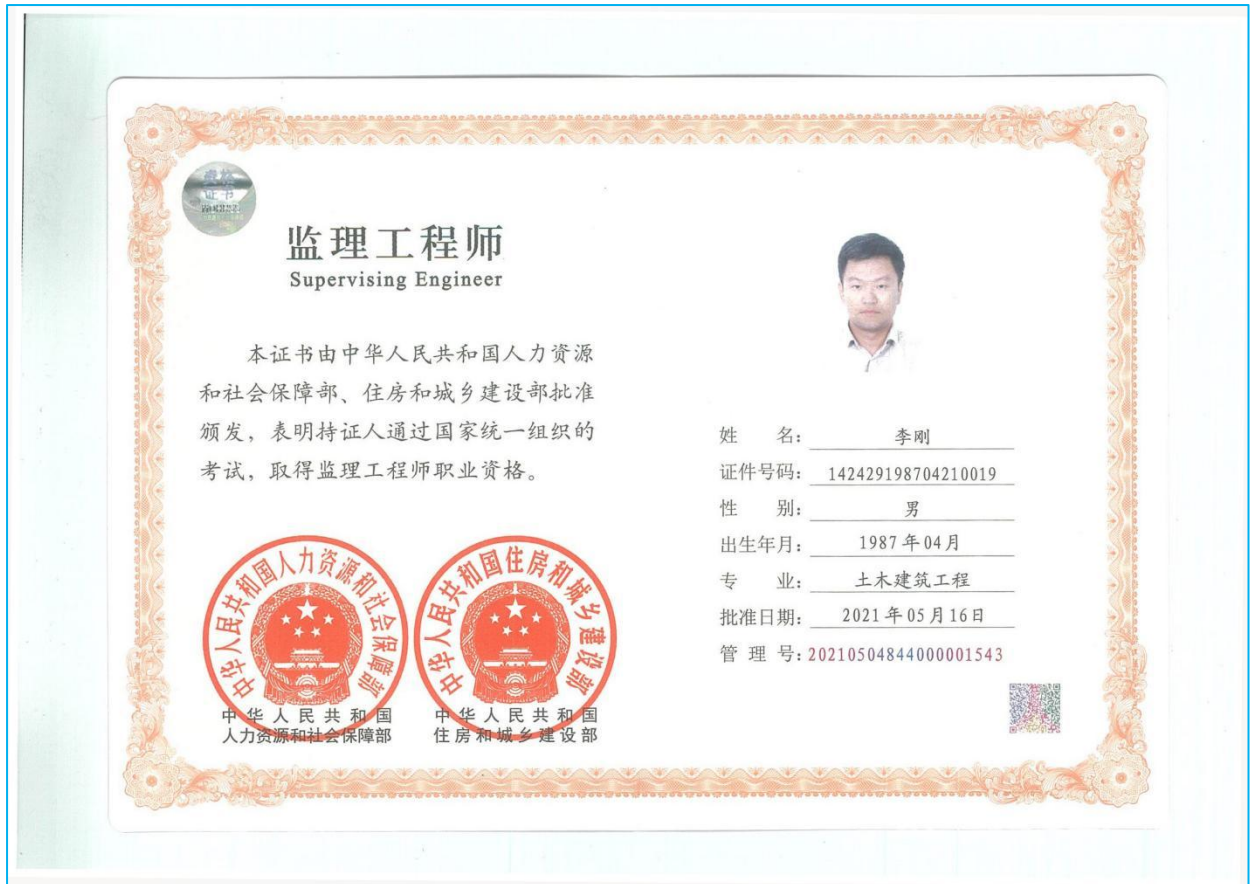 资格
证书
监理工程师
Supervising Engineer
本证书由中华人民共和国人力资源
和社会保障部、住房和城乡建设部批准
颁发，表明持证人通过国家统一组织的
考试，取得监理工程师职业资格。
中华人民共和国人力资源和社会保障部
中华人民共和国住房和城乡建设部
中华人民共和国
人力资源和社会保障部
中华人民共和国
住房和城乡建设部
姓 名：李刚
证件号码：142429198704210019
性 别：男
出生年月：1987年04月
专 业：土木建筑工程
批准日期：2021年05月16日
管 理 号：20210504844000001543